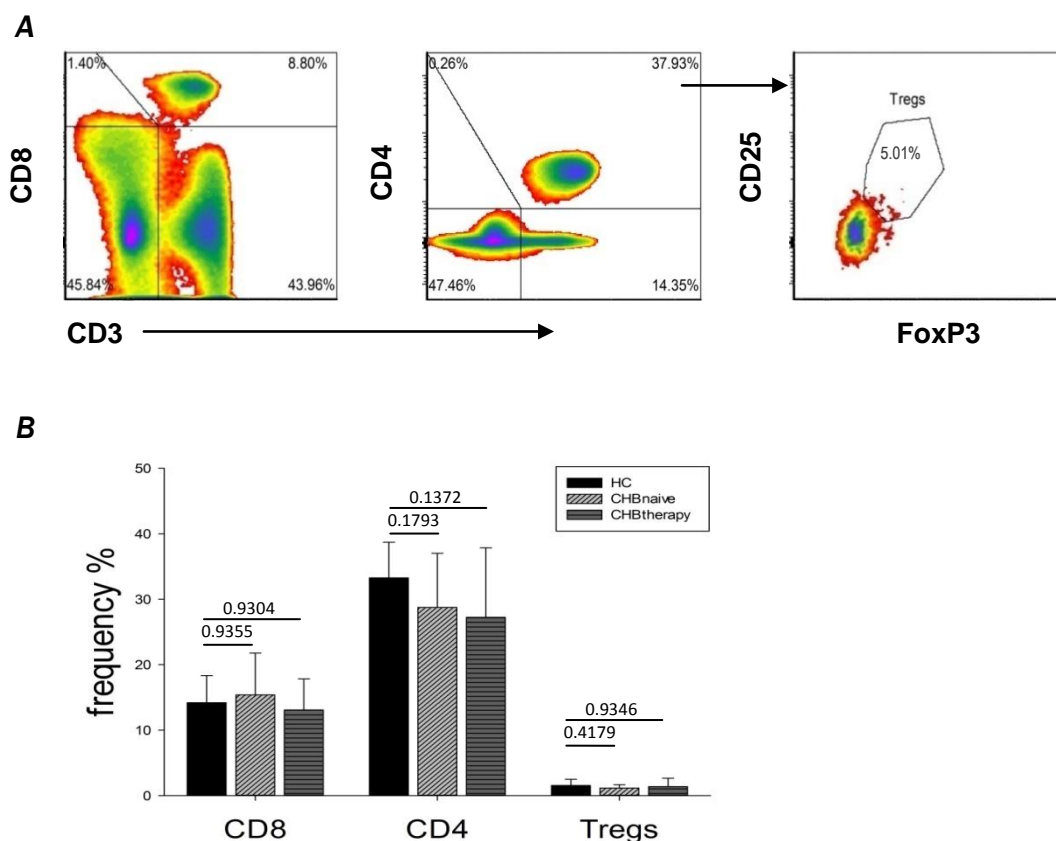 A
1.40%
8.80%
CD8
45.84%
43.96%
CD3
0.26%
37.93%
CD4
47.46%
14.35%
Tregs
5.01%
CD25
FoxP3
B
frequency %
50
40
30
20
10
0
HC
CHBnaive
CHBtherapy
0.9304
0.9355
0.1372
0.1793
0.9346
0.4179
CD8
CD4
Tregs